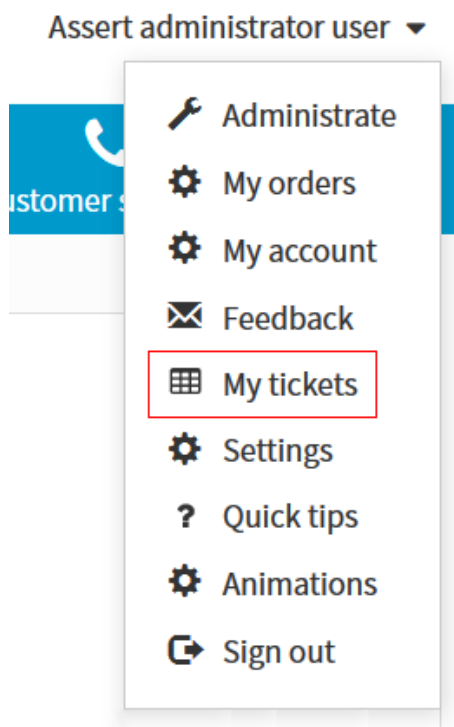 Assert administrator user
Administrate
My orders
ustomer s
My account
Feedback
My tickets
Settings
? Quick tips
Animations
Sign out